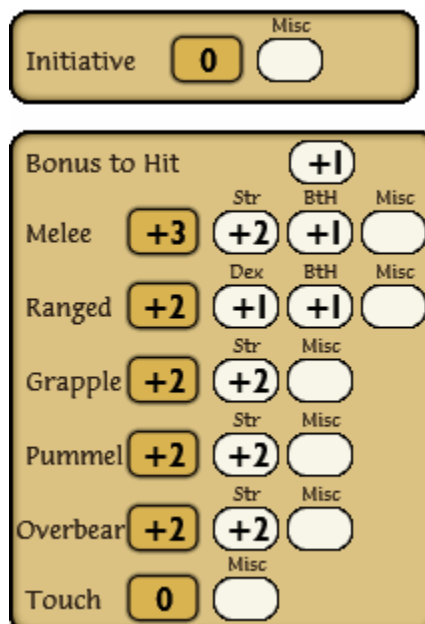 Misc
Initiative 0
Bonus to Hit +1
Str BtH Misc
Melee +3 +2 +1
Dex BtH Misc
Ranged +2 +1 +1
Str Misc
Grapple +2 +2
Str Misc
Pummel +2 +2
Str Misc
Overbear +2 +2
Misc
Touch 0